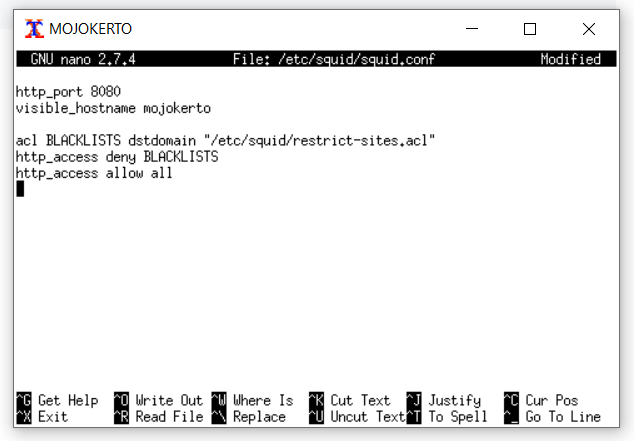 MOJOKERTO
GNU nano 2.7.4 File: /etc/squid/squid.conf Modified
http_port 8080
visible_hostname mojokerto
acl BLACKLISTS dstdomain "/etc/squid/restrict-sites.acl"
http_access deny BLACKLISTS
http_access allow all
^G Get Help ^O Write Out ^W Where Is ^K Cut Text ^J Justify ^C Cur Pos
^X Exit ^R Read File ^\ Replace ^U Uncut Text ^T To Spell ^_ Go To Line